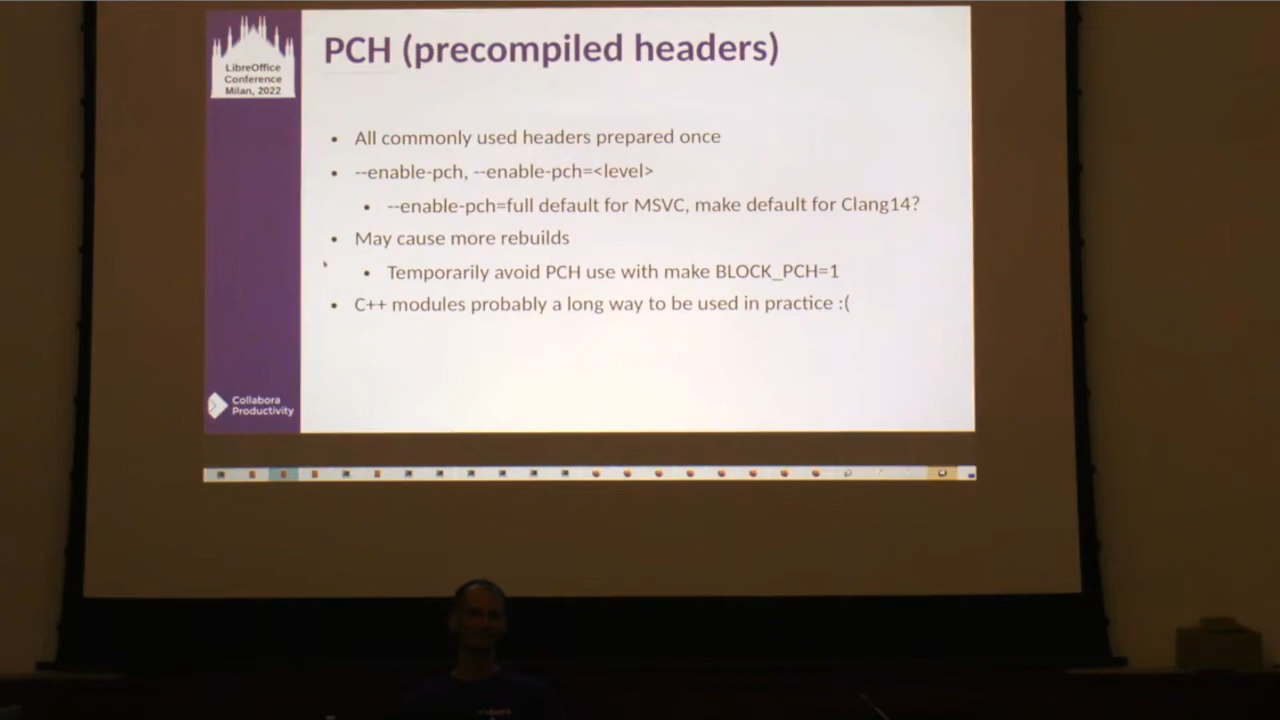 LibreOffice
Conference
Milan, 2022
PCH (precompiled headers)
All commonly used headers prepared once
--enable-pch, --enable-pch=<level>
--enable-pch=full default for MSVC, make default for Clang14?
May cause more rebuilds
Temporarily avoid PCH use with make BLOCK_PCH=1
C++ modules probably a long way to be used in practice :(
Collabora
Productivity